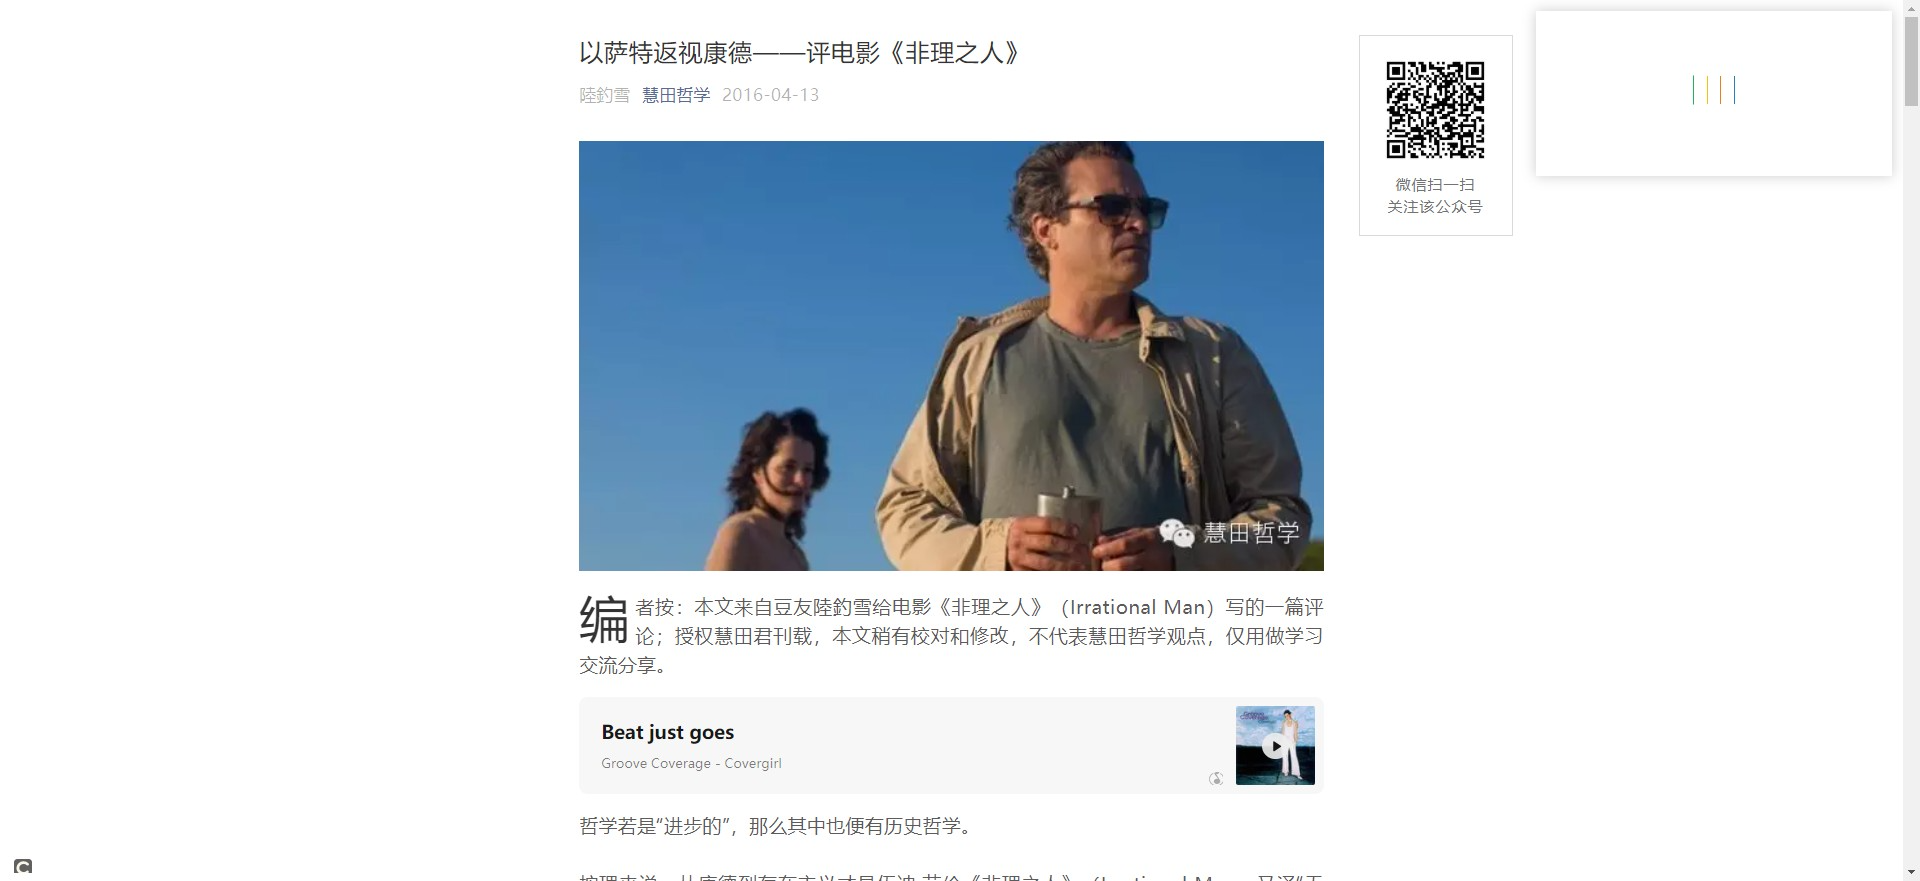 以萨特返视康德——评电影《非理之人》
陸釣雪 慧田哲学 2016-04-13
微信扫一扫
关注该公众号
慧田哲学
编者按：本文来自豆友陸釣雪给电影《非理之人》（Irrational Man）写的一篇评
论；授权慧田君刊载，本文稍有校对和修改，不代表慧田哲学观点，仅用做学习
交流分享。
Beat just goes
Groove Coverage - Covergirl
哲学若是“进步的”，那么其中也便有历史哲学。